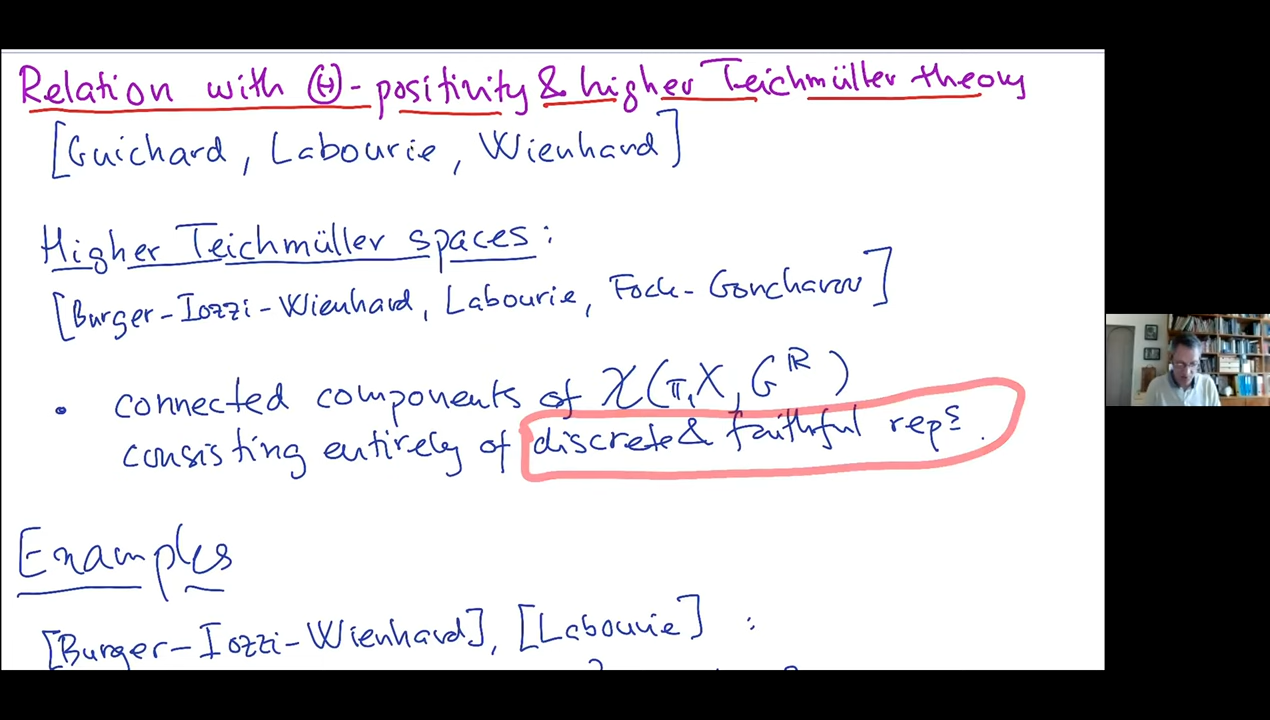 Relation with Ⓗ-positivity & higher Teichmüller theory
[Guichard, Labourie, Wienhard]
Higher Teichmüller spaces:
[Burger-Iozzi-Wienhard, Labourie, Fock-Goncharov]
• connected components of 𝒳(π₁X, G^ℝ)
consisting entirely of discrete & faithful reps.
Examples
[Burger-Iozzi-Wienhard], [Labourie] :